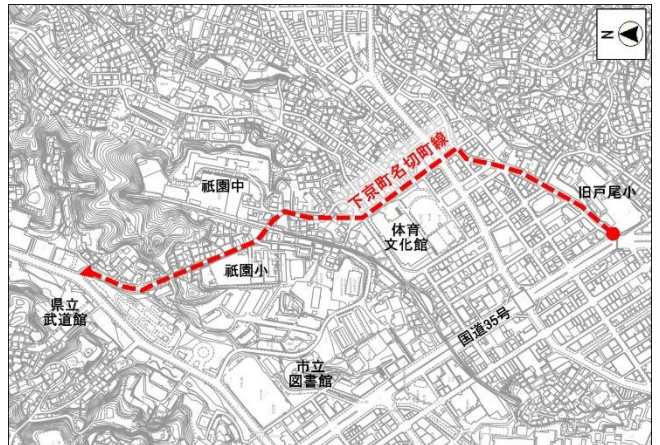 N
祇園中
下京町名切町線
旧戸尾小
体育
文化館
祇園小
県立
武道館
国道35号
市立
図書館